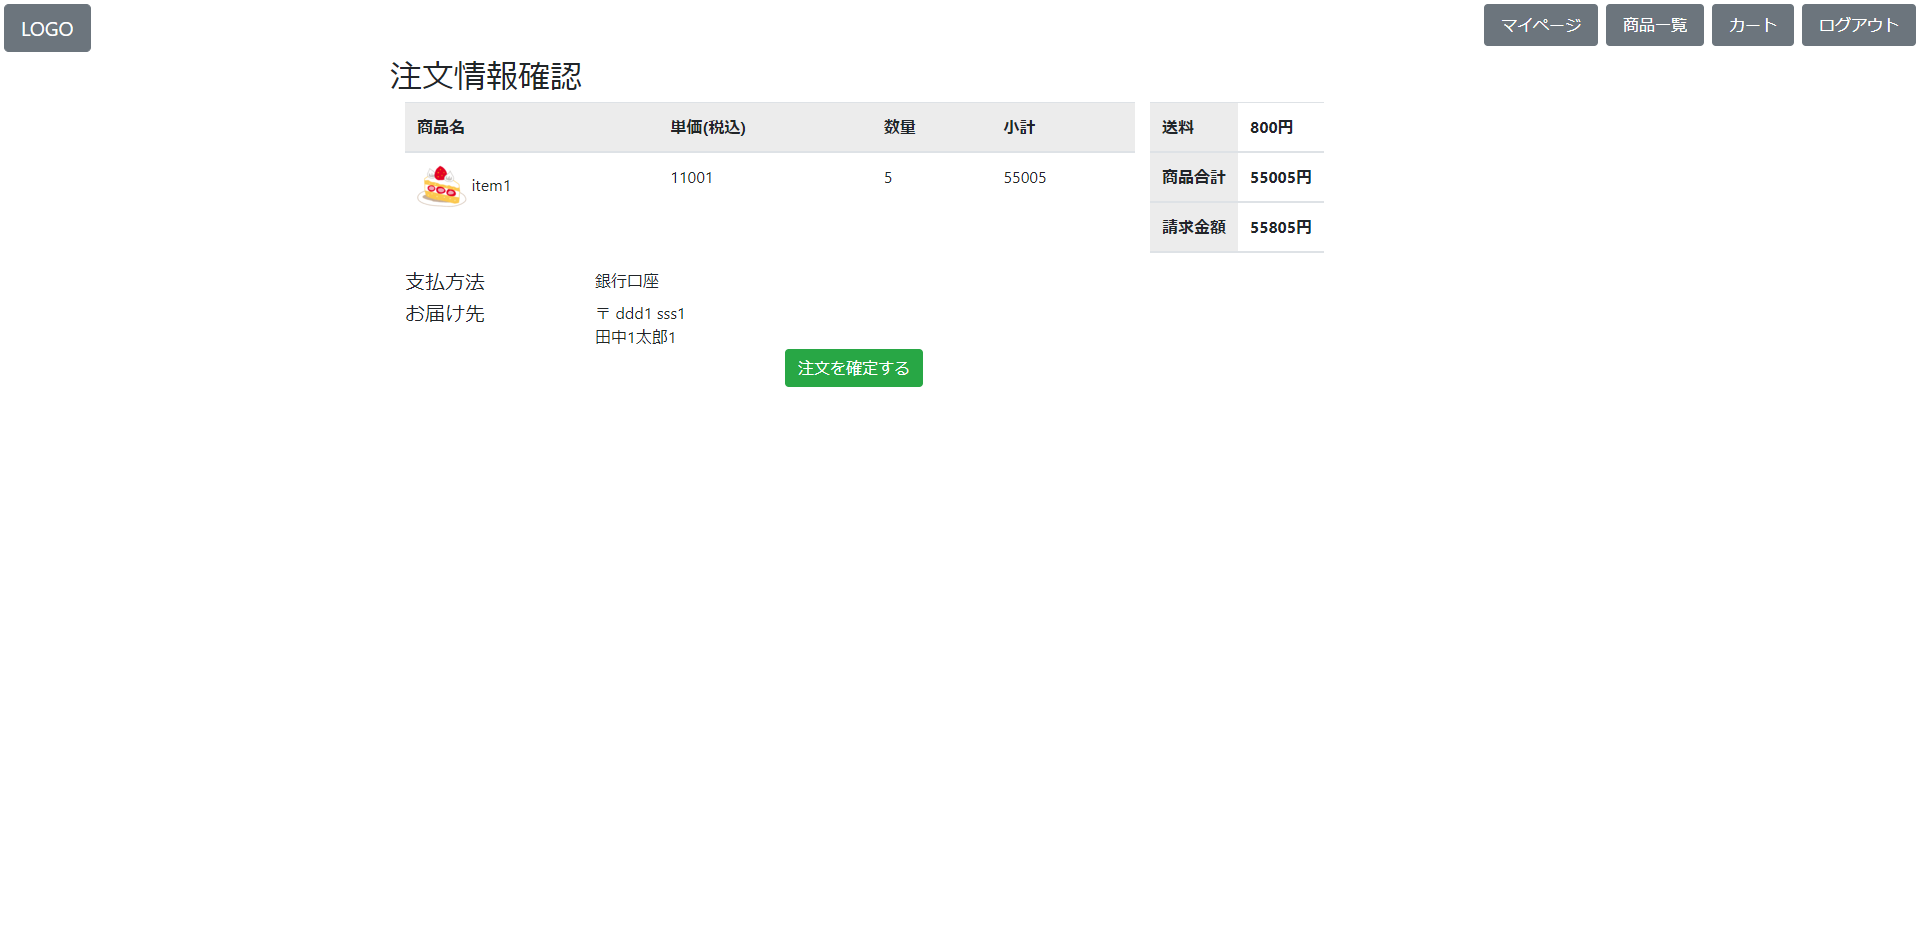 LOGO
マイページ 商品一覧 カート ログアウト
注文情報確認
商品名 単価(税込) 数量 小計
item1 11001 5 55005
送料 800円
商品合計 55005円
請求金額 55805円
支払方法 銀行口座
お届け先 〒 ddd1 sss1
田中1太郎1
注文を確定する